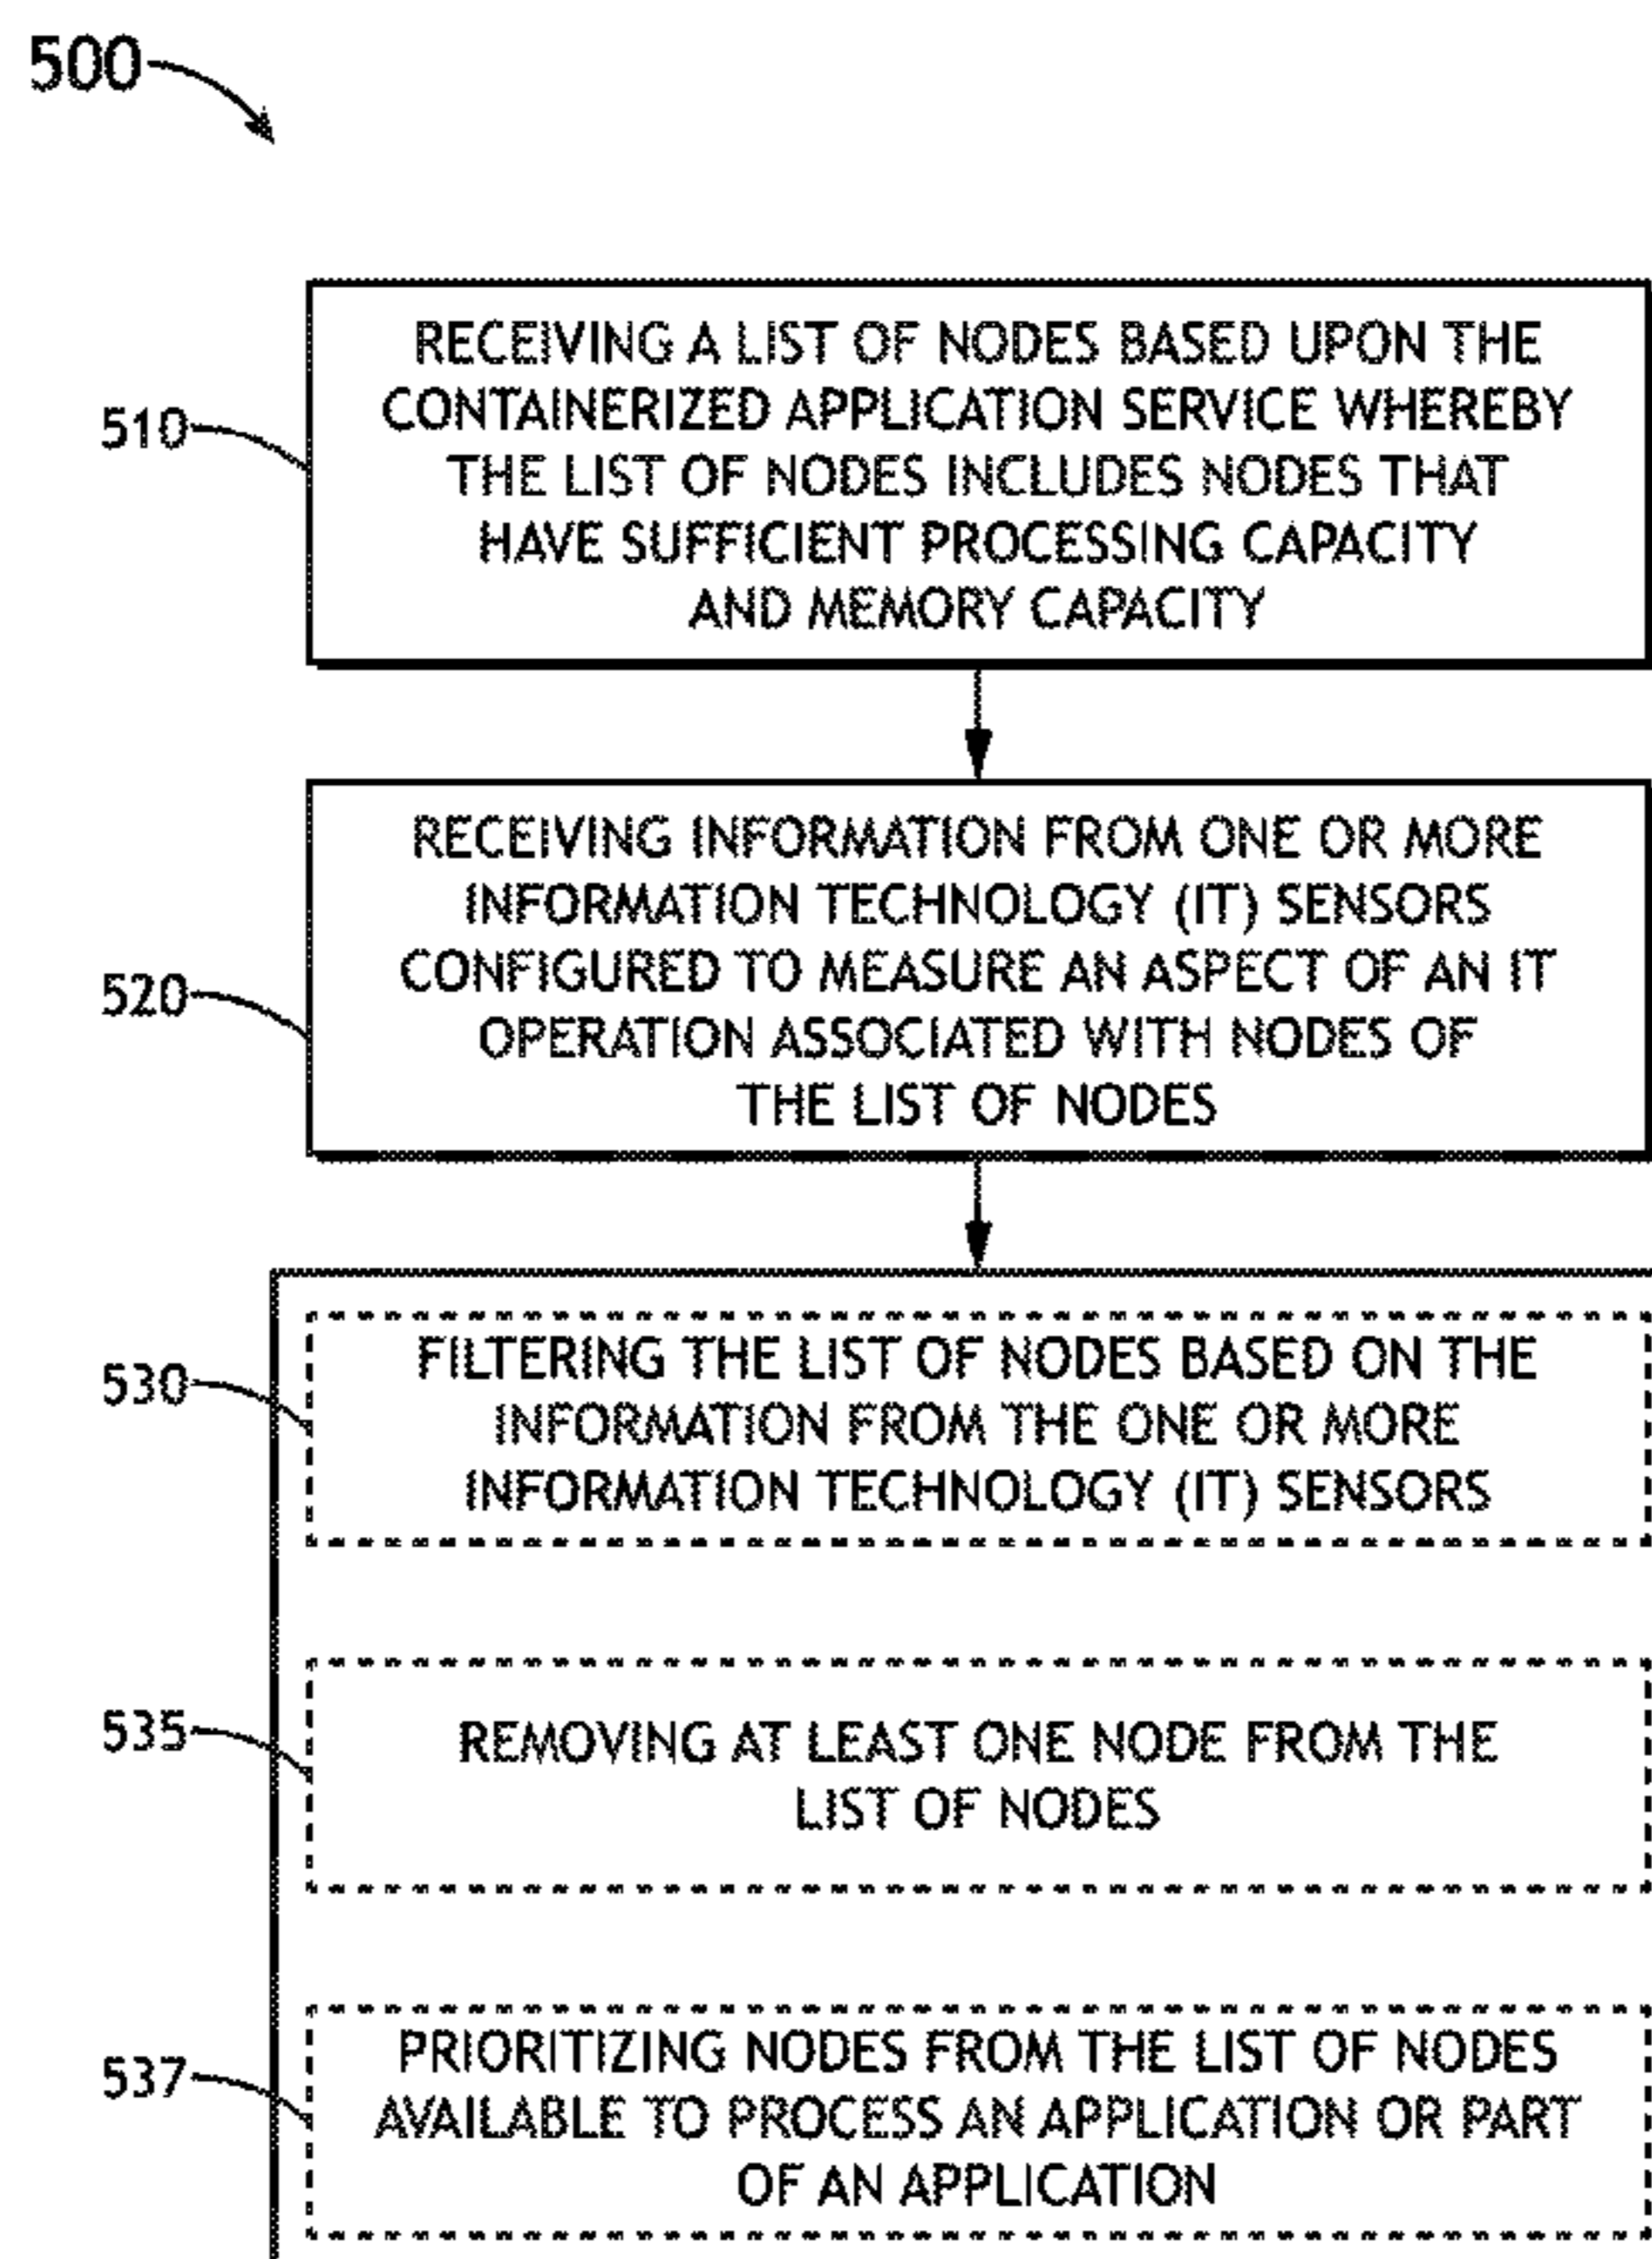 500
RECEIVING A LIST OF NODES BASED UPON THE
CONTAINERIZED APPLICATION SERVICE WHEREBY
THE LIST OF NODES INCLUDES NODES THAT
HAVE SUFFICIENT PROCESSING CAPACITY
AND MEMORY CAPACITY
510
RECEIVING INFORMATION FROM ONE OR MORE
INFORMATION TECHNOLOGY (IT) SENSORS
CONFIGURED TO MEASURE AN ASPECT OF AN IT
OPERATION ASSOCIATED WITH NODES OF
THE LIST OF NODES
520
FILTERING THE LIST OF NODES BASED ON THE
INFORMATION FROM THE ONE OR MORE
INFORMATION TECHNOLOGY (IT) SENSORS
530
REMOVING AT LEAST ONE NODE FROM THE
LIST OF NODES
535
PRIORITIZING NODES FROM THE LIST OF NODES
AVAILABLE TO PROCESS AN APPLICATION OR PART
OF AN APPLICATION
537